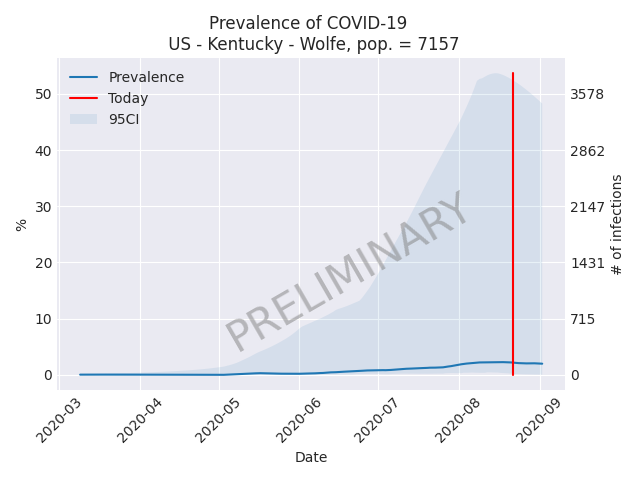 Prevalence of COVID-19
US - Kentucky - Wolfe, pop. = 7157
Prevalence
Today
95CI
%
50
40
30
20
10
0
3578
2862
2147
1431
715
0
# of infections
PRELIMINARY
2020-03
2020-04
2020-05
2020-06
2020-07
2020-08
2020-09
Date